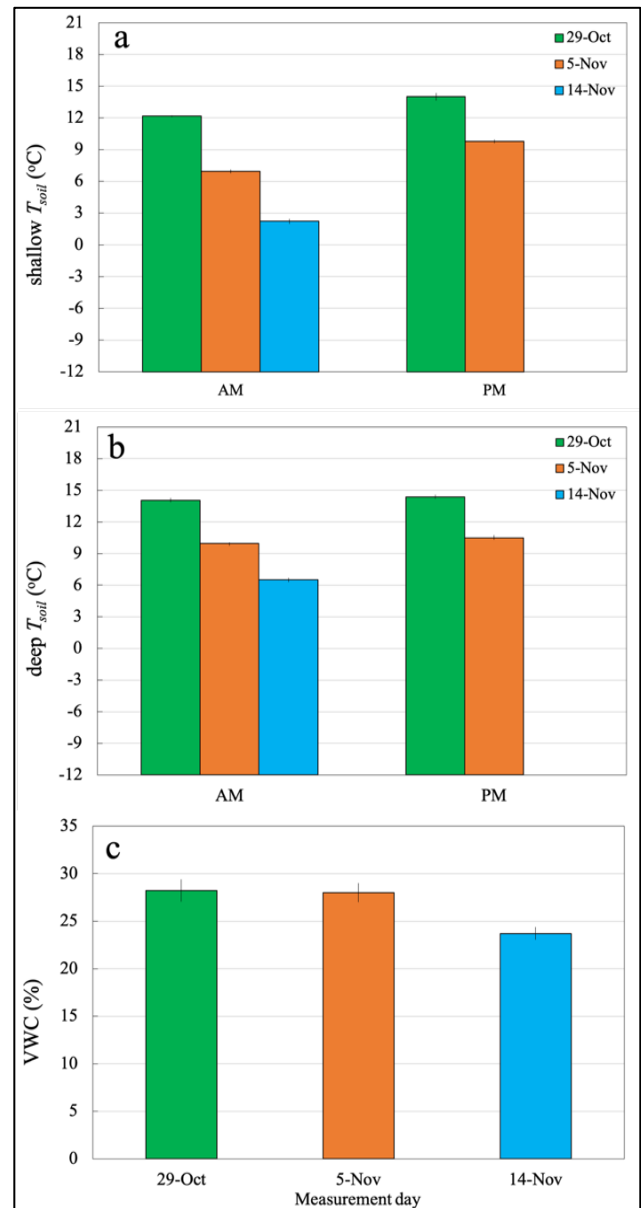 a
29-Oct
5-Nov
14-Nov
shallow Tsoil (°C)
21
18
15
12
9
6
3
0
-3
-6
-9
-12
AM PM
b
29-Oct
5-Nov
14-Nov
deep Tsoil (°C)
21
18
15
12
9
6
3
0
-3
-6
-9
-12
AM PM
c
VWC (%)
35
30
25
20
15
10
5
0
29-Oct 5-Nov 14-Nov
Measurement day